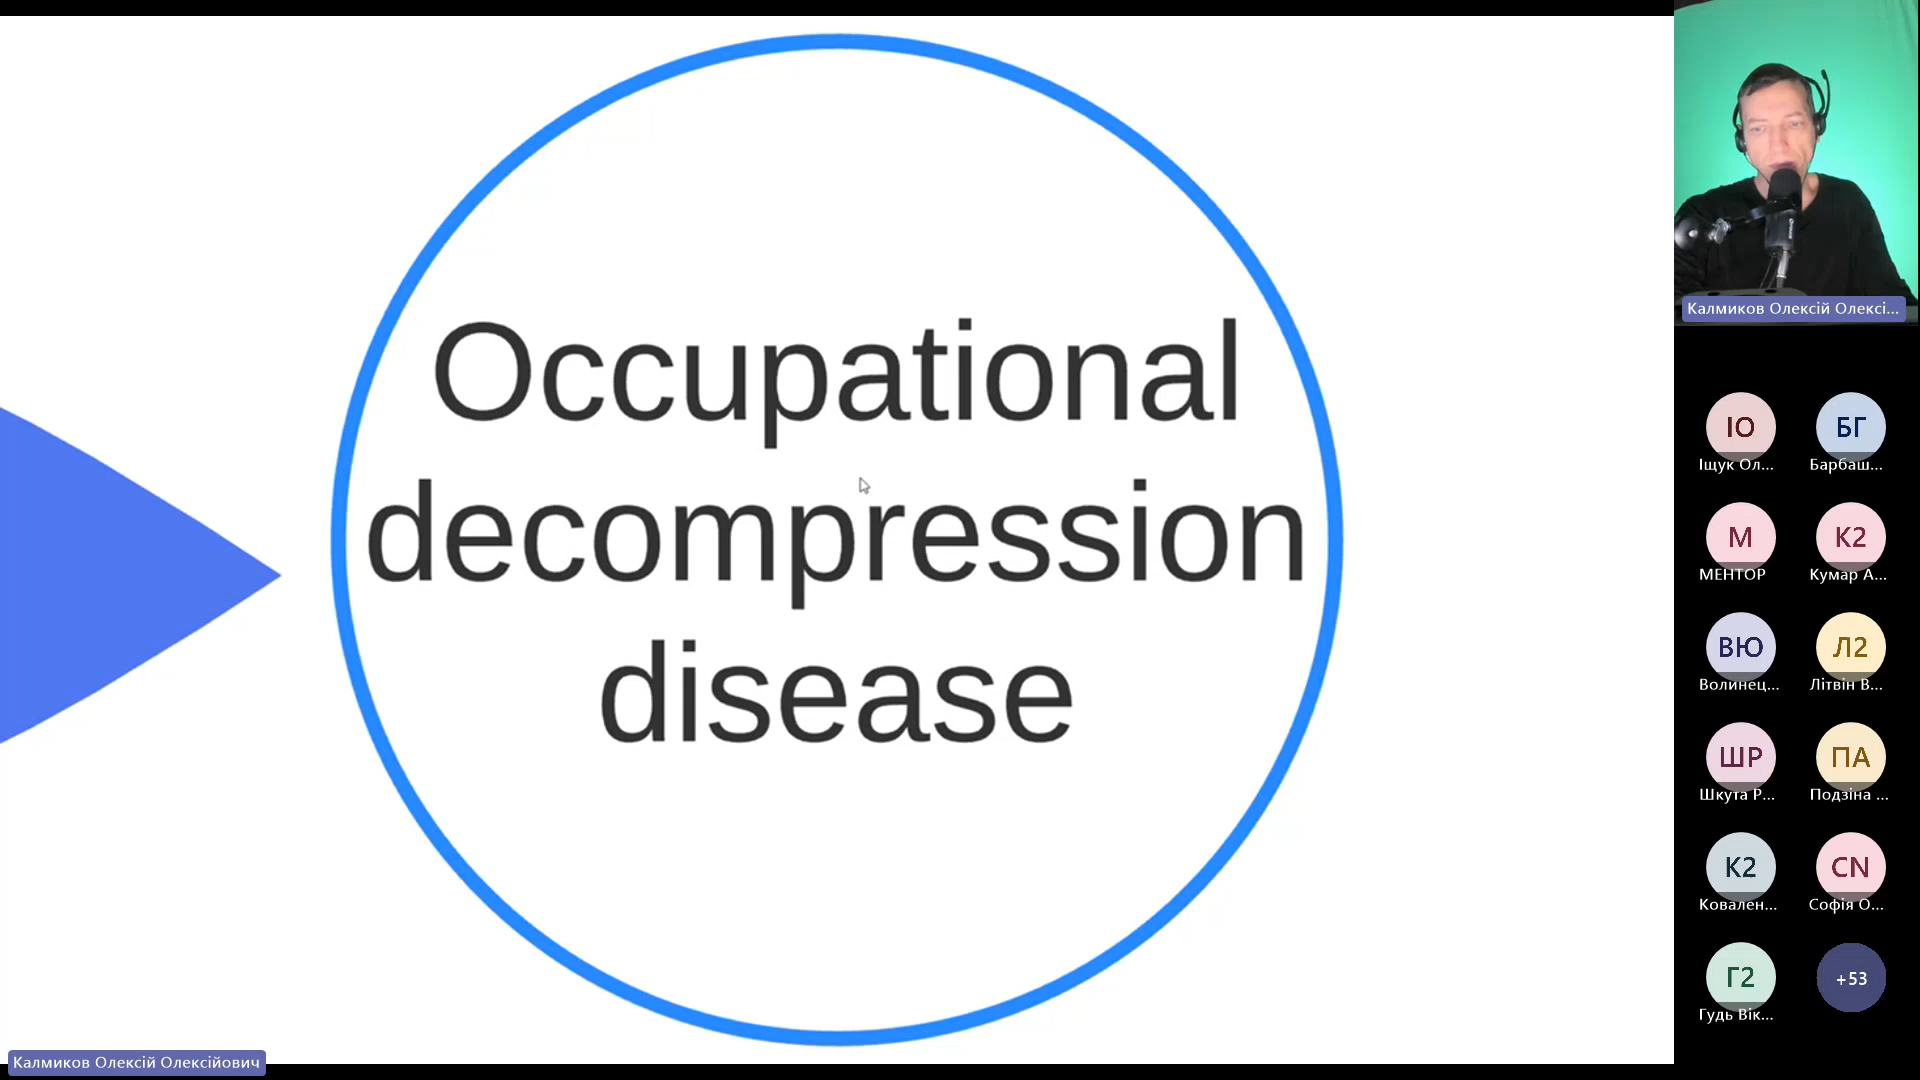 Occupational
decompression
disease
Калмиков Олексій Олексійович
Калмиков Олексій Олексі...
ІО
Іщук Ол...
БГ
Барбаш...
М
МЕНТОР
К2
Кумар А...
ВЮ
Волинец...
Л2
Літвін В...
ШР
Шкута Р...
ПА
Подзіна ...
К2
Ковален...
CN
Софія О...
Г2
Гудь Вік...
+53